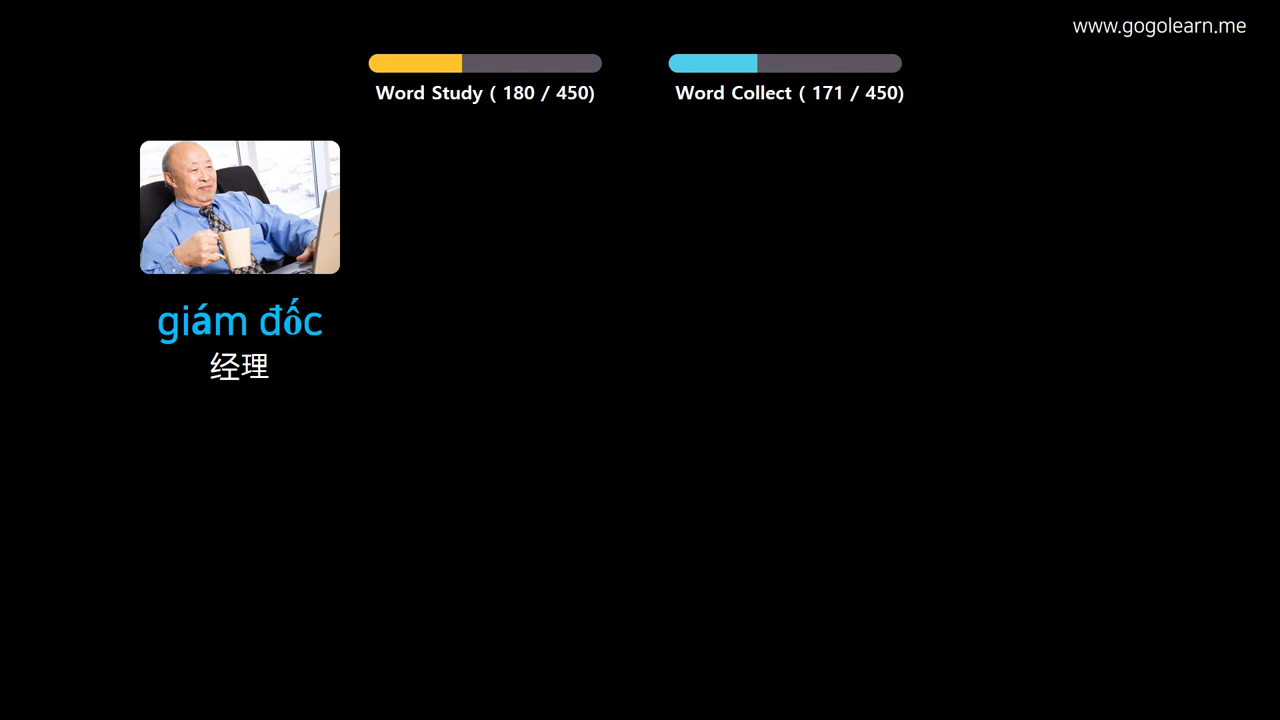 www.gogolearn.me
Word Study ( 180 / 450)
Word Collect ( 171 / 450)
giám đốc
经理